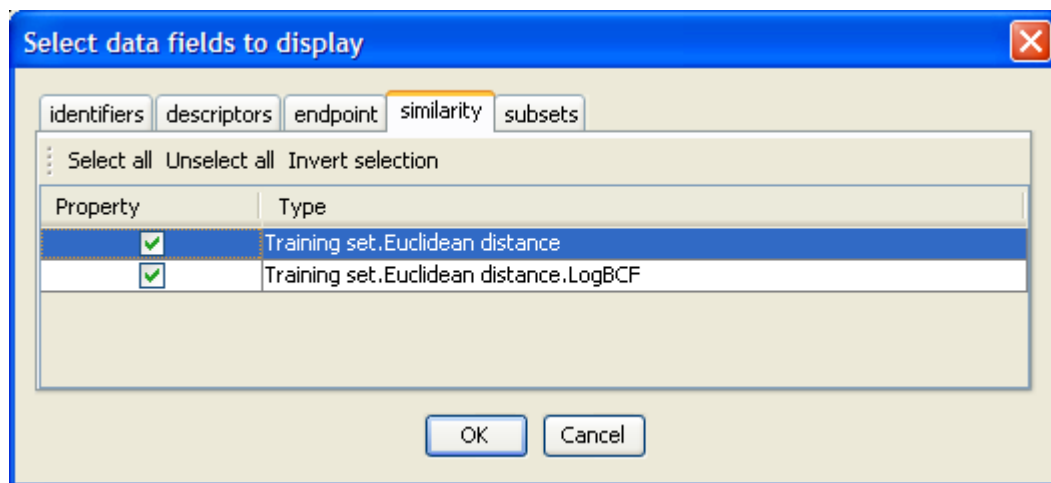 Select data fields to display
identifiers descriptors endpoint similarity subsets
Select all Unselect all Invert selection
Property Type
Training set.Euclidean distance
Training set.Euclidean distance.LogBCF
OK Cancel